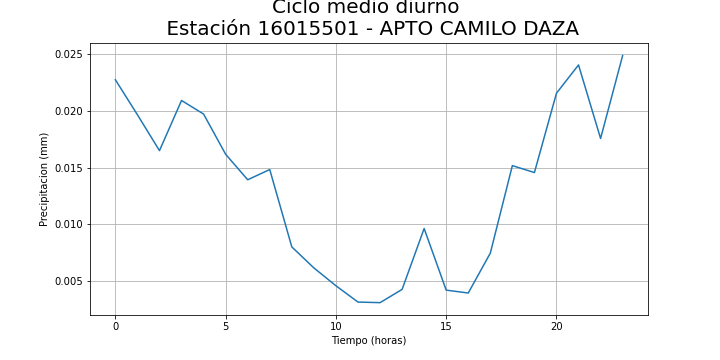 Ciclo medio diurno
Estación 16015501 - APTO CAMILO DAZA
0.025
0.020
0.015
0.010
0.005
Precipitacion (mm)
0 5 10 15 20
Tiempo (horas)